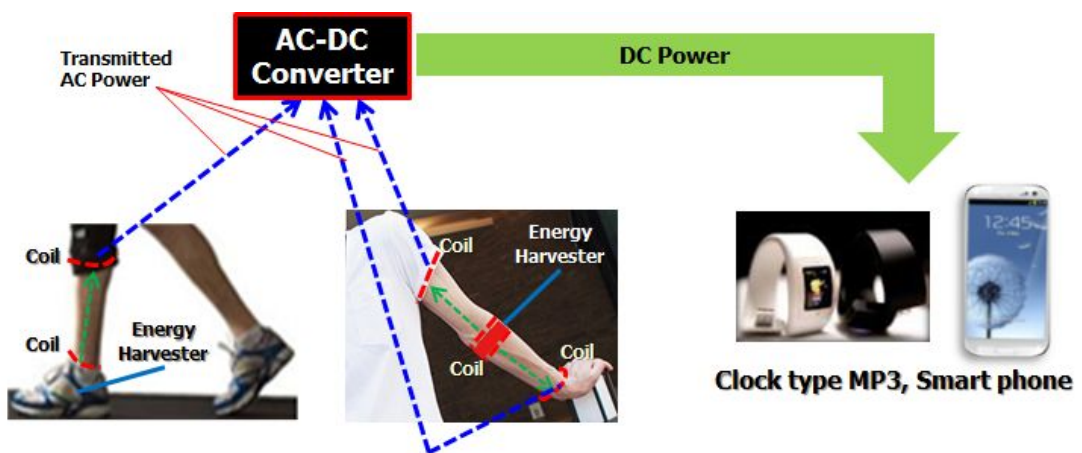 AC-DC
Converter
Transmitted
AC Power
DC Power
Coil
Coil
Energy
Harvester
Coil
Energy
Harvester
Coil
Coil
12:45
Clock type MP3, Smart phone